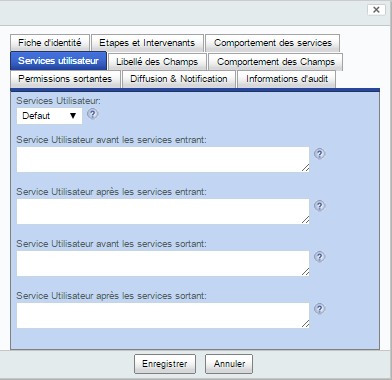 Fiche d'identité Etapes et Intervenants Comportement des services
Services utilisateur Libellé des Champs Comportement des Champs
Permissions sortantes Diffusion & Notification Informations d'audit
Services Utilisateur:
Defaut ▼ ?
Service Utilisateur avant les services entrant:
?
Service Utilisateur après les services entrant:
?
Service Utilisateur avant les services sortant:
?
Service Utilisateur après les services sortant:
?
Enregistrer Annuler